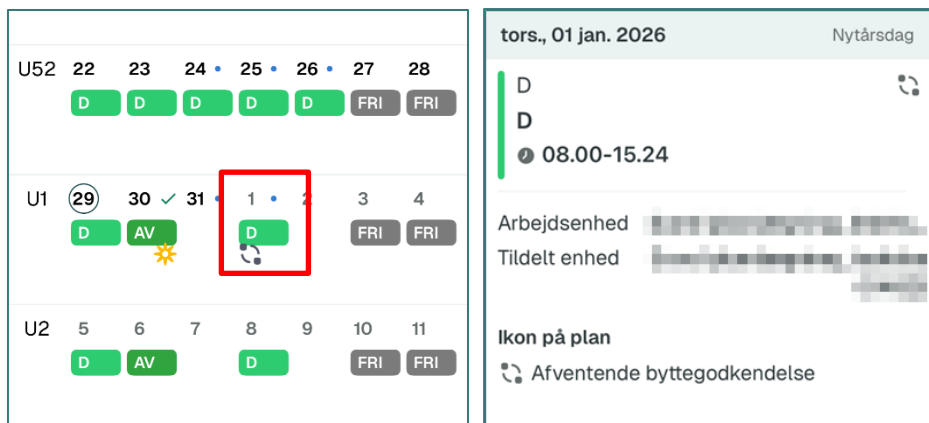 U52 22 23 24 25 26 27 28
D D D D D FRI FRI
U1 29 30 31 1 2 3 4
D AV D FRI FRI
U2 5 6 7 8 9 10 11
D AV D FRI FRI
tors., 01 jan. 2026 Nytårsdag
D
D
08.00-15.24
Arbejdsenhed
Tildelt enhed
Ikon på plan
Afventende byttegodkendelse